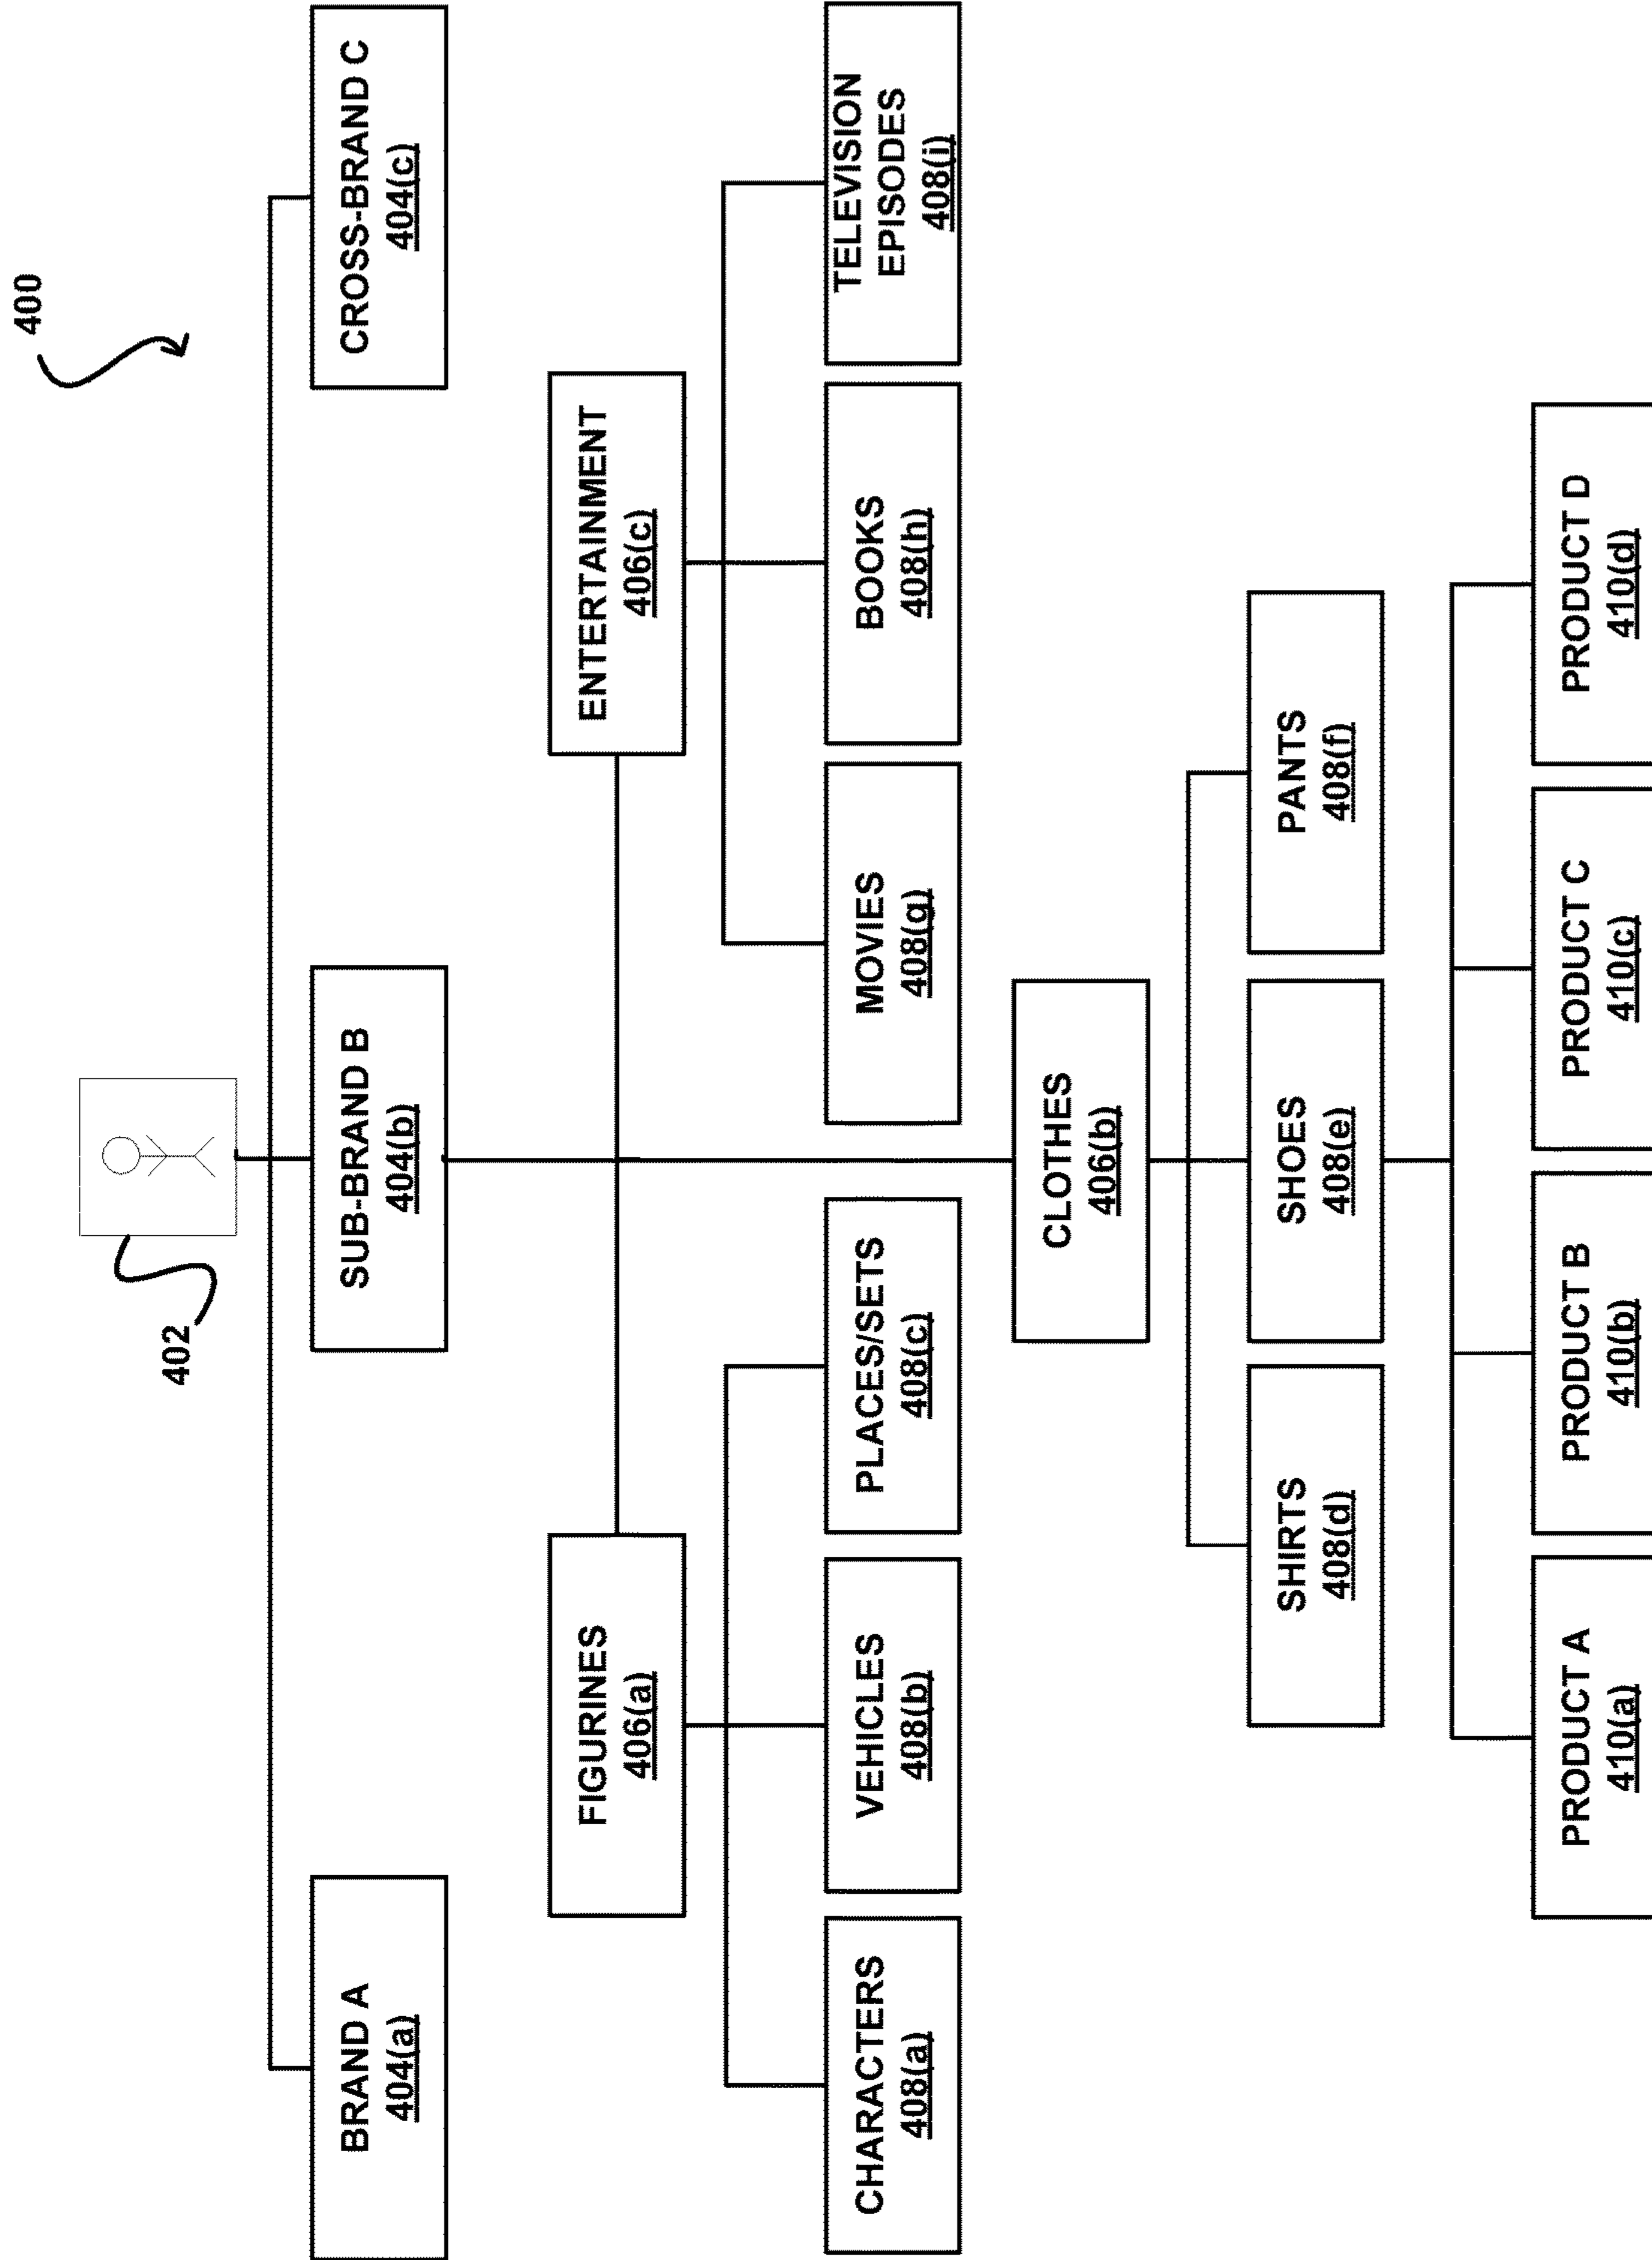 400
402
BRAND A
404(a)
SUB-BRAND B
404(b)
CROSS-BRAND C
404(c)
FIGURINES
406(a)
ENTERTAINMENT
406(c)
CHARACTERS
408(a)
VEHICLES
408(b)
PLACES/SETS
408(c)
MOVIES
408(g)
BOOKS
408(h)
TELEVISION
EPISODES
408(i)
CLOTHES
406(b)
SHIRTS
408(d)
SHOES
408(e)
PANTS
408(f)
PRODUCT A
410(a)
PRODUCT B
410(b)
PRODUCT C
410(c)
PRODUCT D
410(d)